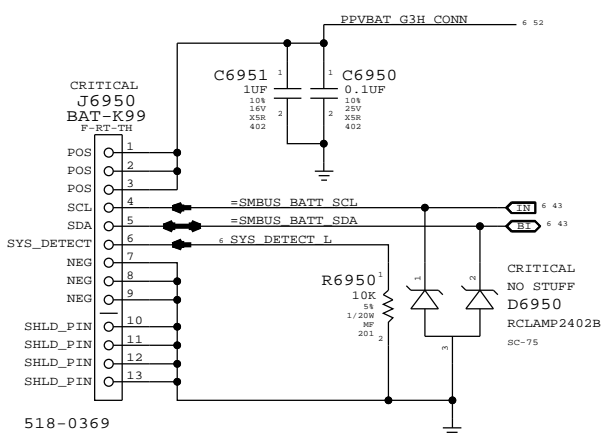 PPVBAT_G3H_CONN 6 52
C6951 1 1 C6950
1UF 0.1UF
10% 10%
16V 25V
X5R X5R
402 2 2 402
CRITICAL
J6950
BAT-K99
F-RT-TH
POS 1
POS 2
POS 3
SCL 4 =SMBUS_BATT_SCL IN 6 43
SDA 5 =SMBUS_BATT_SDA BI 6 43
SYS_DETECT 6 6 SYS_DETECT_L
NEG 7
NEG 8
NEG 9
SHLD_PIN 10
SHLD_PIN 11
SHLD_PIN 12
SHLD_PIN 13
518-0369
R6950 1
10K
5%
1/20W
MF
201 2
1 2
3
CRITICAL
NO STUFF
D6950
RCLAMP2402B
SC-75